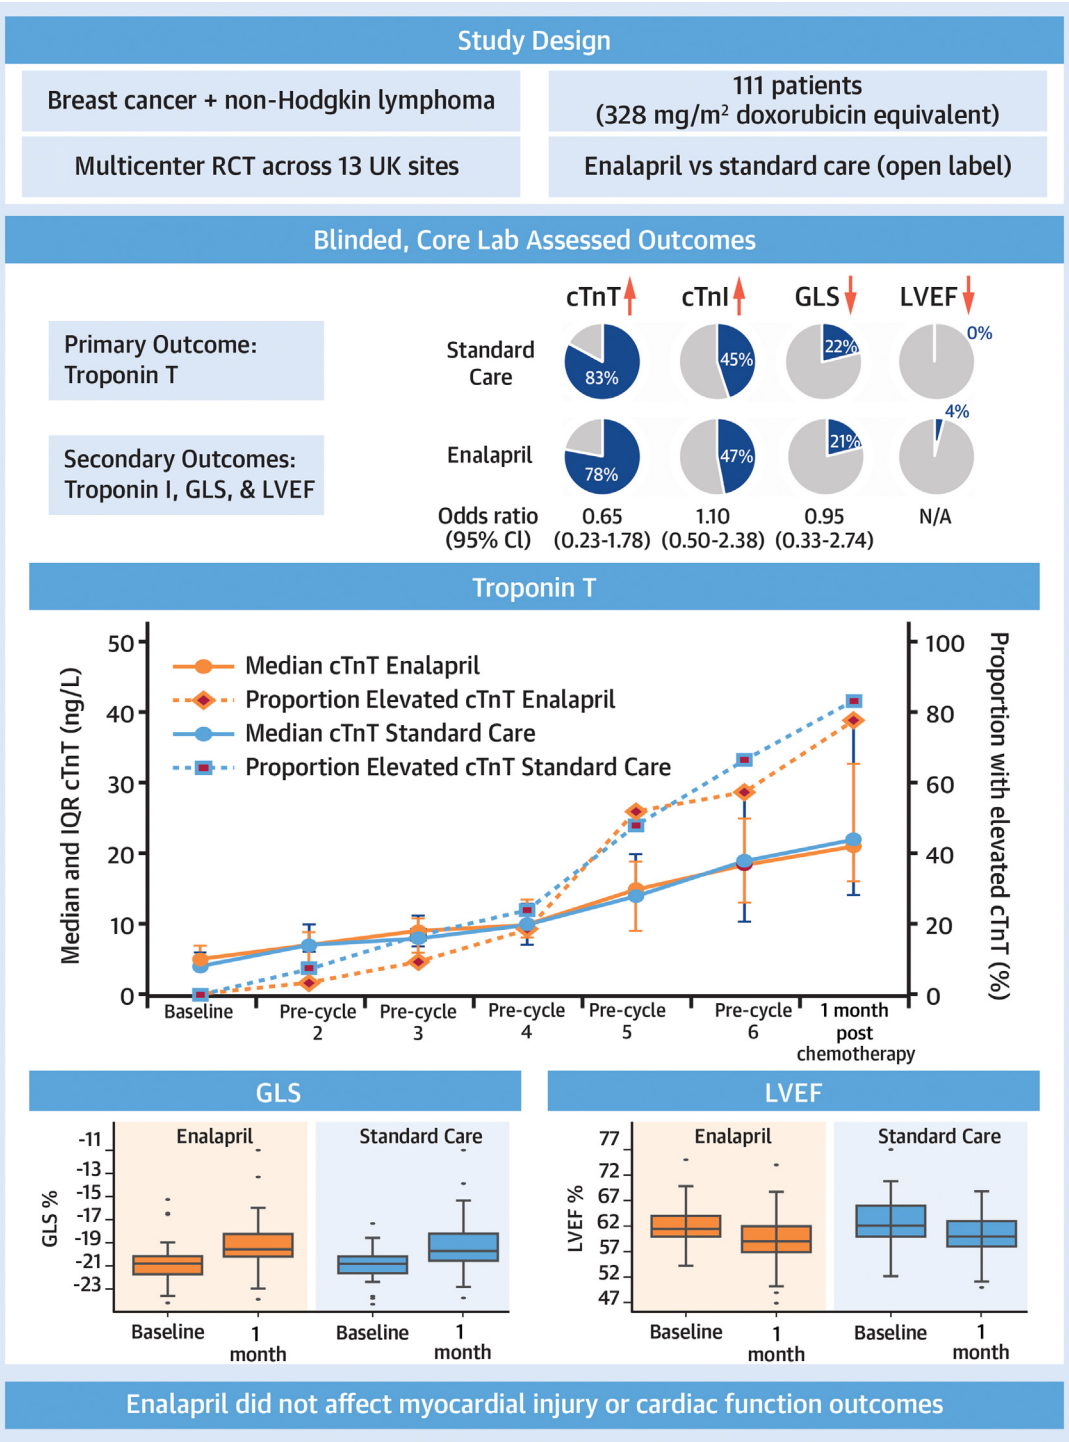 Study Design
Breast cancer + non-Hodgkin lymphoma
111 patients
(328 mg/m² doxorubicin equivalent)
Multicenter RCT across 13 UK sites
Enalapril vs standard care (open label)
Blinded, Core Lab Assessed Outcomes
Primary Outcome:
Troponin T
Secondary Outcomes:
Troponin I, GLS, & LVEF
cTnT cTnI GLS LVEF
Standard
Care
83% 45% 22% 0%
Enalapril
78% 47% 21% 4%
Odds ratio
(95% CI)
0.65
(0.23-1.78)
1.10
(0.50-2.38)
0.95
(0.33-2.74)
N/A
Troponin T
Median and IQR cTnT (ng/L)
50
40
30
20
10
0
Median cTnT Enalapril
Proportion Elevated cTnT Enalapril
Median cTnT Standard Care
Proportion Elevated cTnT Standard Care
100
80
60
40
20
0
Proportion with elevated cTnT (%)
Baseline
Pre-cycle
2
Pre-cycle
3
Pre-cycle
4
Pre-cycle
5
Pre-cycle
6
1 month
post
chemotherapy
GLS
GLS %
-11
-13
-15
-17
-19
-21
-23
Enalapril
Standard Care
Baseline
1
month
Baseline
1
month
LVEF
LVEF %
77
72
67
62
57
52
47
Enalapril
Standard Care
Baseline
1
month
Baseline
1
month
Enalapril did not affect myocardial injury or cardiac function outcomes